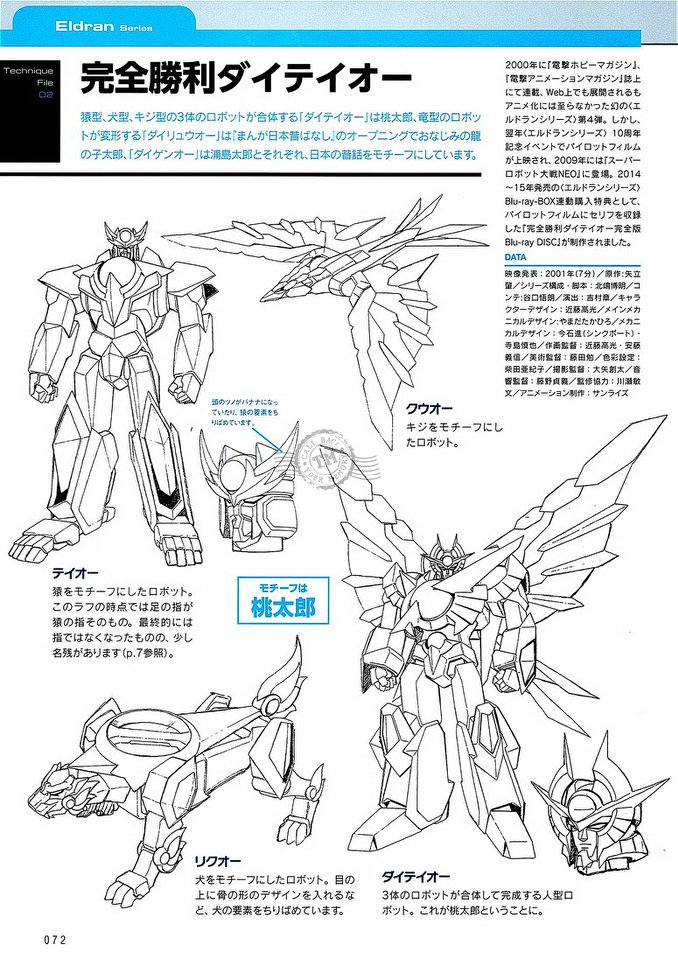 Eldran Series
Technique
File
02
完全勝利ダイテイオー
猿型、犬型、キジ型の3体のロボットが合体する「ダイテイオー」は桃太郎、竜型のロボッ
トが変形する「ダイリュウオー」は『まんが日本昔ばなし』のオープニングでおなじみの龍
の子太郎、「ダイゲンオー」は浦島太郎とそれぞれ、日本の昔話をモチーフにしています。
2000年に『電撃ホビーマガジン』、
『電撃アニメーションマガジン』誌上
にて連載、Web上でも展開されるも
アニメ化には至らなかった幻の〈エ
ルドランシリーズ〉第4弾。しかし、
翌年〈エルドランシリーズ〉10周年
記念イベントでパイロットフィルム
が上映され、2009年には『スーパー
ロボット大戦NEO』に登場。2014
〜15年発売の〈エルドランシリーズ〉
Blu-ray-BOX連動購入特典として、
パイロットフィルムにセリフを収録
した『完全勝利ダイテイオー完全版
Blu-ray DISC』が制作されました。
DATA
映像発表:2001年(7分)/原作:矢立
肇/シリーズ構成・脚本:北嶋博明/コ
ンテ:谷口悟朗/演出:吉村章/キャラ
クターデザイン:近藤高光/メインメカ
ニカルデザイン:やまだたかひろ/メカニ
カルデザイン:今石進(シンクポート)・
寺島慎也/作画監督:近藤高光・安藤
義信/美術監督:藤田勉/色彩設定:
柴田亜紀子/撮影監督:大矢創太/音
響監督:藤野貞義/監修協力:川瀬敏
文/アニメーション制作:サンライズ
頭のツノがバナナになっ
ていたり、猿の要素をち
りばめています。
クウオー
キジをモチーフにし
たロボット。
CALL BACK
TM
YOUR MEMORY
テイオー
猿をモチーフにしたロボット。
このラフの時点では足の指が
猿の指そのもの。最終的には
指ではなくなったものの、少し
名残があります(p.7参照)。
モチーフは
桃太郎
リクオー
犬をモチーフにしたロボット。目の
上に骨の形のデザインを入れるな
ど、犬の要素をちりばめています。
ダイテイオー
3体のロボットが合体して完成する人型ロ
ボット。これが桃太郎ということに。
072